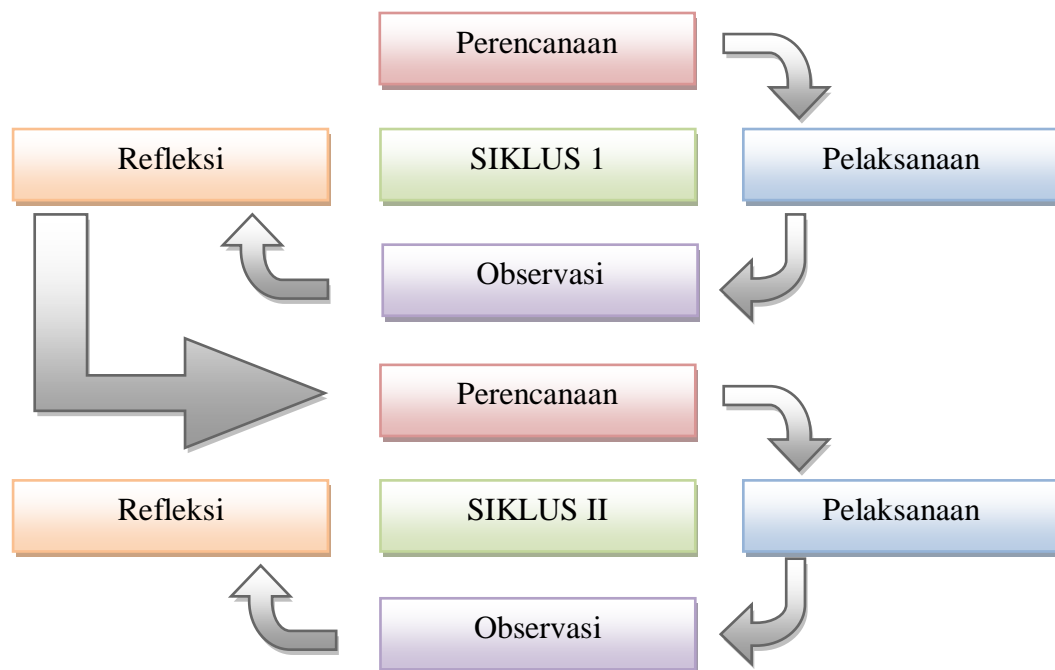 Perencanaan
Refleksi
SIKLUS 1
Pelaksanaan
Observasi
Perencanaan
Refleksi
SIKLUS II
Pelaksanaan
Observasi